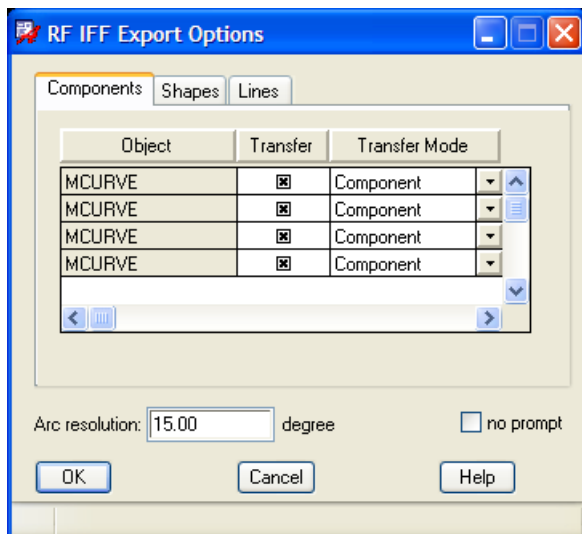 RF IFF Export Options
Components Shapes Lines
Object Transfer Transfer Mode
MCURVE Component
MCURVE Component
MCURVE Component
MCURVE Component
Arc resolution: 15.00 degree no prompt
OK Cancel Help